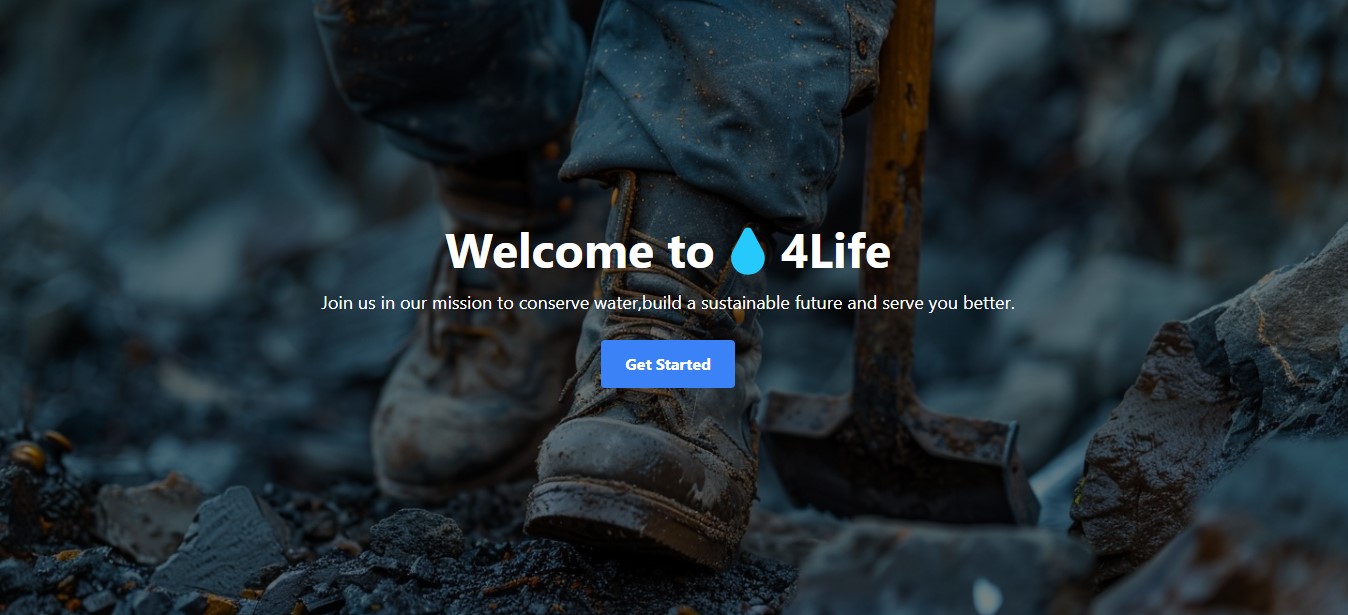 Welcome to 4Life
Join us in our mission to conserve water,build a sustainable future and serve you better.
Get Started